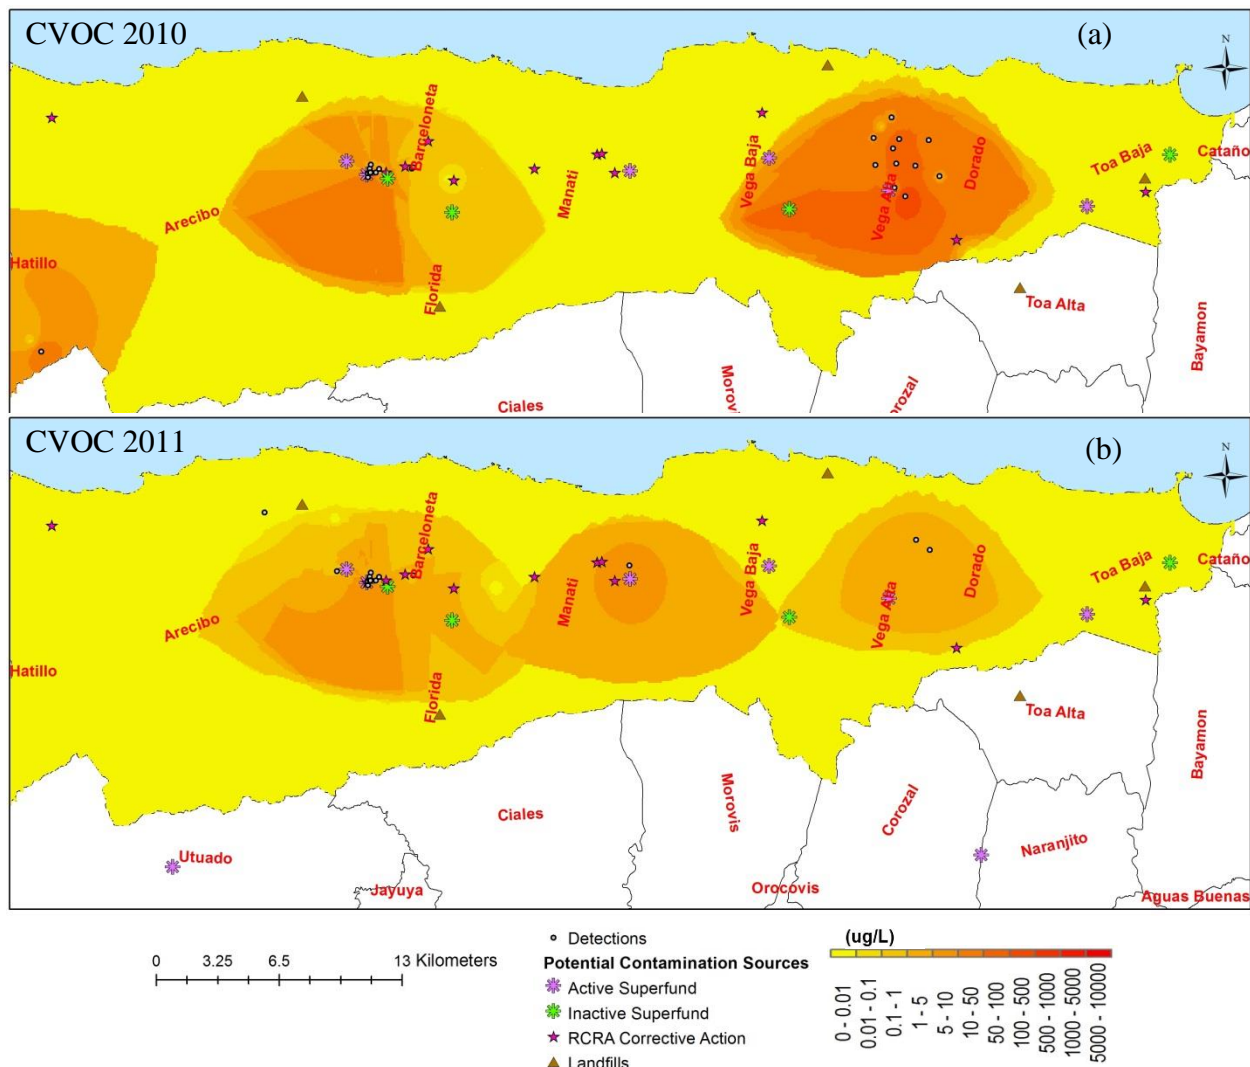 CVOC 2010
(a)
N
Barceloneta
Vega Baja
Dorado
Toa Baja
Cataño
Manati
Vega Alta
Arecibo
Hatillo
Florida
Toa Alta
Bayamon
Ciales
Morovi
orozal
CVOC 2011
(b)
N
Barceloneta
Vega Baja
Dorado
Toa Baja
Cataño
Manati
Vega Alta
Arecibo
Hatillo
Florida
Toa Alta
Bayamon
Ciales
Morovis
Corozal
Utuado
Naranjito
Jayuya
Orocovis
Aguas Buenas
0 3.25 6.5 13 Kilometers
Detections
Potential Contamination Sources
Active Superfund
Inactive Superfund
RCRA Corrective Action
Landfills
(ug/L)
0 - 0.01
0.01 - 0.1
0.1 - 1
1 - 5
5 - 10
10 - 50
50 - 100
100 - 500
500 - 1000
1000 - 5000
5000 - 10000